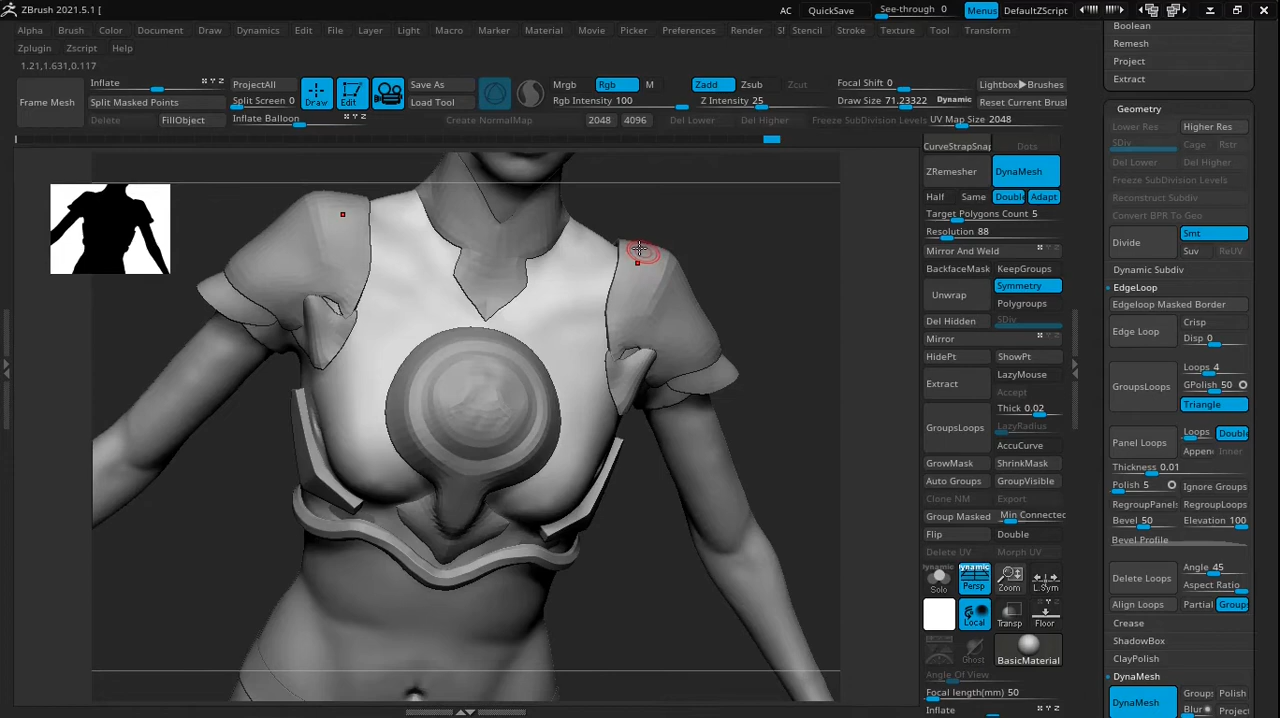 ZBrush 2021.5.1 [
AC QuickSave See-through 0 Menus DefaultZScript
Alpha Brush Color Document Draw Dynamics Edit File Layer Light Macro Marker Material Movie Picker Preferences Render Sl Stencil Stroke Texture Tool Transform
Zplugin Zscript Help
1.21,1.631,0.117
Frame Mesh
Inflate
Split Masked Points
Delete FillObject
ProjectAll
Split Screen 0
Inflate Balloon
Draw Edit
Save As
Load Tool
Create NormalMap
Mrgb Rgb M
Rgb Intensity 100
2048 4096
Zadd Zsub Zcut
Z Intensity 25
Del Lower Del Higher
Focal Shift 0
Draw Size 71.23322 Dynamic
Freeze SubDivision Levels
Lightbox▶Brushes
Reset Current Brush
UV Map Size 2048
CurveStrapSnap Dots
ZRemesher DynaMesh
Half Same Double Adapt
Target Polygons Count 5
Resolution 88
Mirror And Weld
BackfaceMask KeepGroups
Unwrap Symmetry
Polygroups
Del Hidden SDiv
Mirror
HidePt ShowPt
Extract LazyMouse
Accept
Thick 0.02
GroupsLoops LazyRadius
AccuCurve
GrowMask ShrinkMask
Auto Groups GroupVisible
Clone NM Export
Group Masked Min Connected
Flip Double
Delete UV Morph UV
dynamic Solo dynamic Persp Zoom L.Sym
Local Transp Floor
Ghost BasicMaterial
Angle Of View
Focal length(mm) 50
Inflate
Boolean
Remesh
Project
Extract
Geometry
Lower Res Higher Res
SDiv Cage Rstr
Del Lower Del Higher
Freeze SubDivision Levels
Reconstruct Subdiv
Convert BPR To Geo
Divide Smt
Suv ReUV
Dynamic Subdiv
EdgeLoop
Edgeloop Masked Border
Edge Loop Crisp
Disp 0
GroupsLoops Loops 4
GPolish 50
Triangle
Panel Loops Loops Double
Append Inner
Thickness 0.01
Polish 5 Ignore Groups
RegroupPanels RegroupLoops
Bevel 50 Elevation 100
Bevel Profile
Delete Loops Angle 45
Aspect Ratio
Align Loops Partial Groups
Crease
ShadowBox
ClayPolish
DynaMesh
DynaMesh Groups Polish
Blur Project